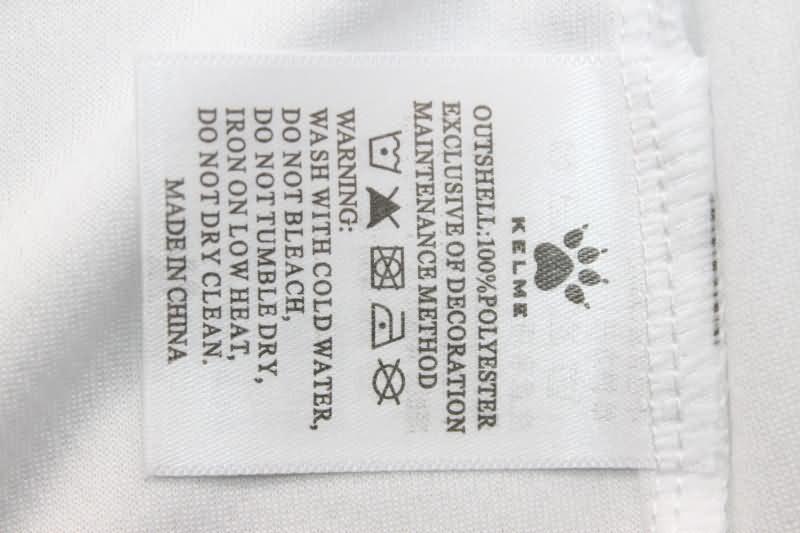 KELME
OUTSHELL:100%POLYESTER
EXCLUSIVE OF DECORATION
MAINTENANCE METHOD
WARNING:
WASH WITH COLD WATER,
DO NOT BLEACH,
DO NOT TUMBLE DRY,
IRON ON LOW HEAT,
DO NOT DRY CLEAN.
MADE IN CHINA